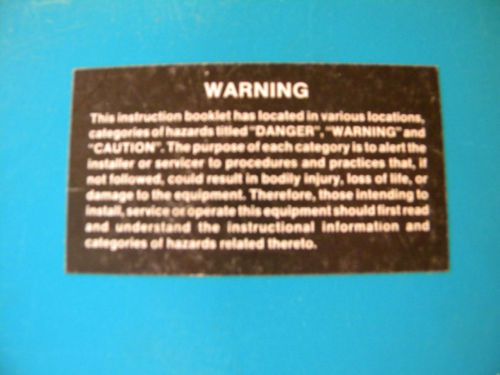 WARNING
This instruction booklet has located in various locations,
categories of hazards titled "DANGER", "WARNING" and
"CAUTION". The purpose of each category is to alert the
installer or servicer to procedures and practices that, if
not followed, could result in bodily injury, loss of life, or
damage to the equipment. Therefore, those intending to
install, service or operate this equipment should first read
and understand the instructional information and
categories of hazards related thereto.